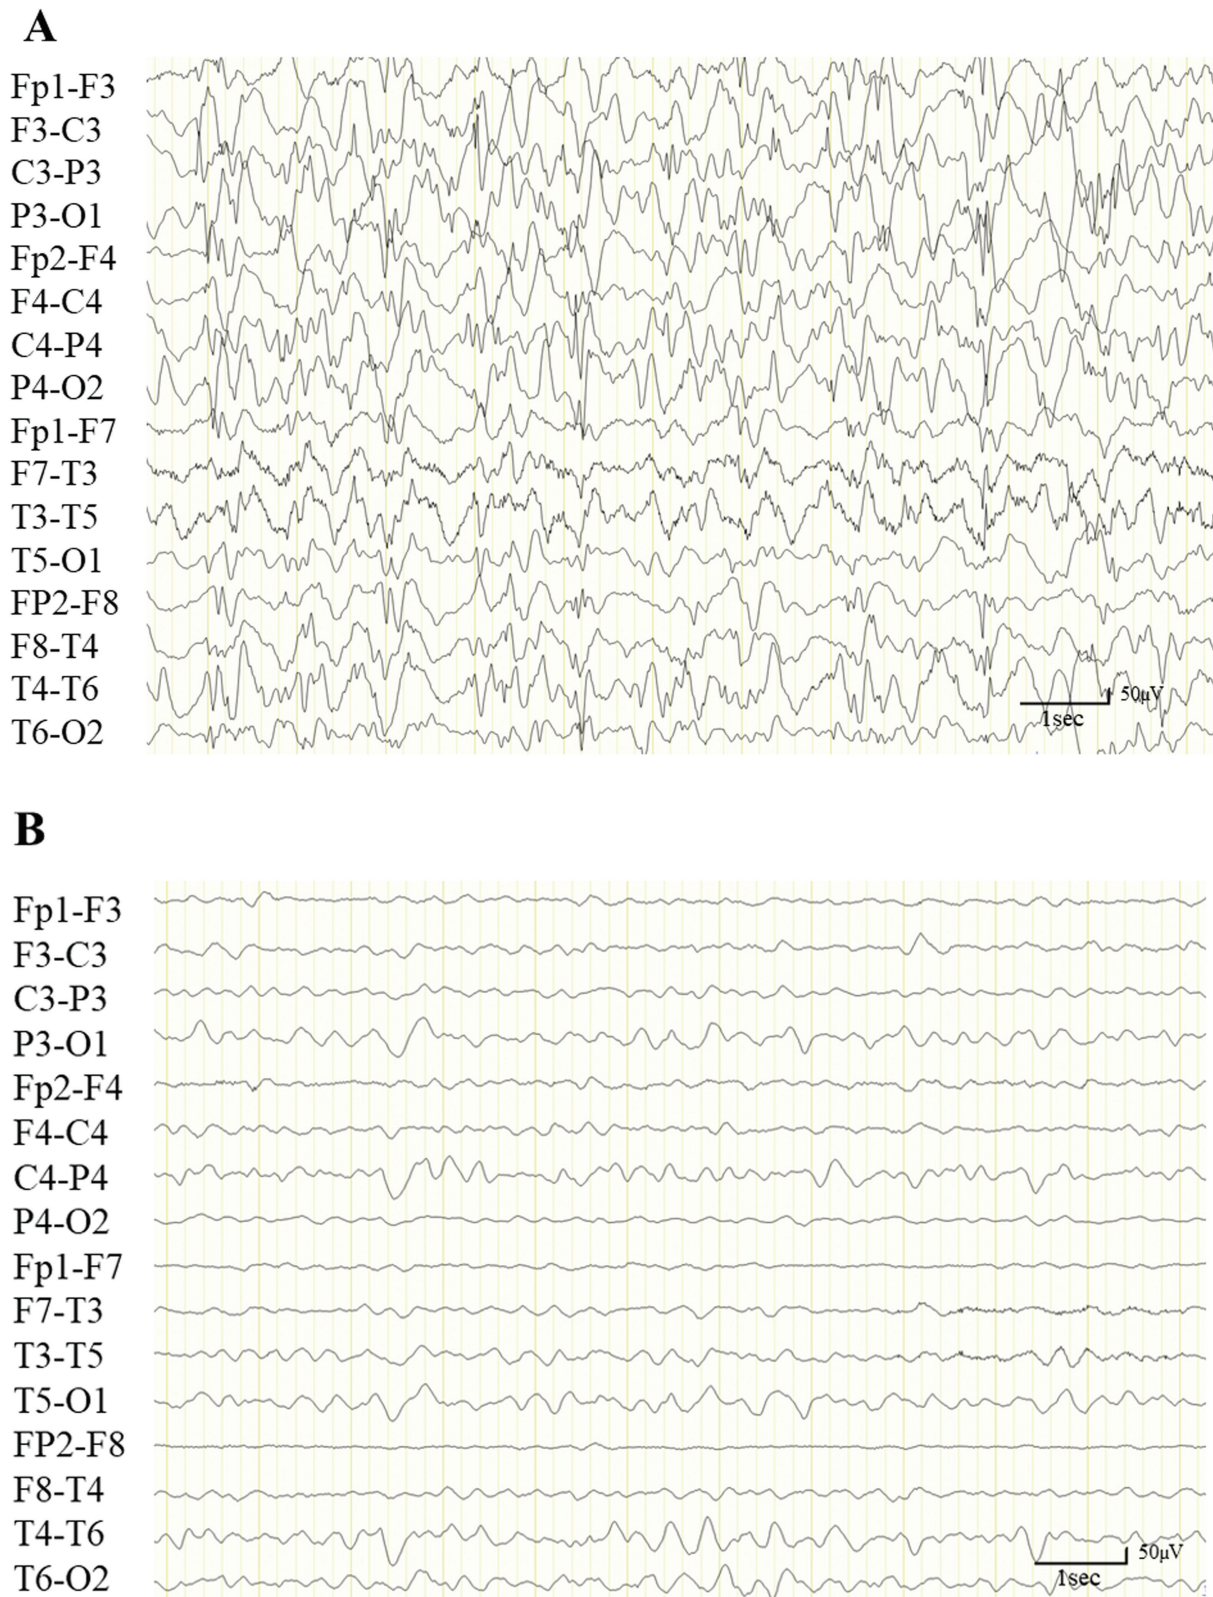 A
Fp1-F3
F3-C3
C3-P3
P3-O1
Fp2-F4
F4-C4
C4-P4
P4-O2
Fp1-F7
F7-T3
T3-T5
T5-O1
FP2-F8
F8-T4
T4-T6
50μV
1sec
T6-O2
B
Fp1-F3
F3-C3
C3-P3
P3-O1
Fp2-F4
F4-C4
C4-P4
P4-O2
Fp1-F7
F7-T3
T3-T5
T5-O1
FP2-F8
F8-T4
T4-T6
50μV
1sec
T6-O2